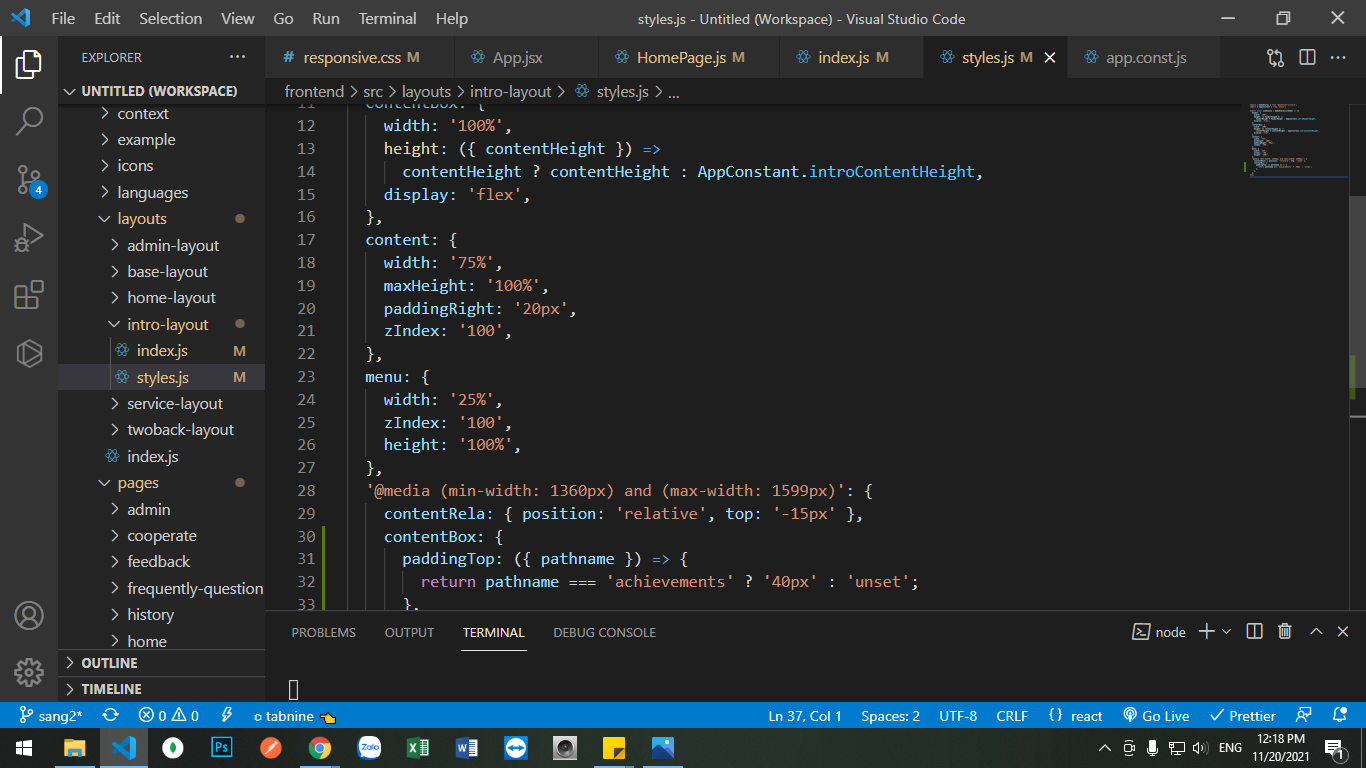 File Edit Selection View Go Run Terminal Help
styles.js - Untitled (Workspace) - Visual Studio Code
EXPLORER
# responsive.css M
App.jsx
HomePage.js M
index.js M
styles.js M
app.const.js
UNTITLED (WORKSPACE)
frontend > src > layouts > intro-layout > styles.js > ...
context
example
icons
languages
layouts
admin-layout
base-layout
home-layout
intro-layout
index.js M
styles.js M
service-layout
twoback-layout
index.js
pages
admin
cooperate
feedback
frequently-question
history
home
OUTLINE
TIMELINE
4
11 contentBox: {
12 width: '100%',
13 height: ({ contentHeight }) =>
14 contentHeight ? contentHeight : AppConstant.introContentHeight,
15 display: 'flex',
16 },
17 content: {
18 width: '75%',
19 maxHeight: '100%',
20 paddingRight: '20px',
21 zIndex: '100',
22 },
23 menu: {
24 width: '25%',
25 zIndex: '100',
26 height: '100%',
27 },
28 '@media (min-width: 1360px) and (max-width: 1599px)': {
29 contentRela: { position: 'relative', top: '-15px' },
30 contentBox: {
31 paddingTop: ({ pathname }) => {
32 return pathname === 'achievements' ? '40px' : 'unset';
33 },
PROBLEMS OUTPUT TERMINAL DEBUG CONSOLE
node
sang2* 0 0 tabnine
Ln 37, Col 1 Spaces: 2 UTF-8 CRLF {} react Go Live Prettier
Ps
Zalo
ENG
12:18 PM
11/20/2021
1